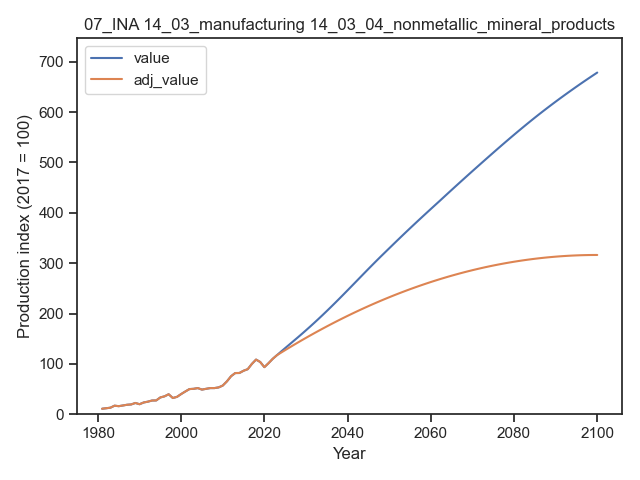 07_INA 14_03_manufacturing 14_03_04_nonmetallic_mineral_products
value
adj_value
Production index (2017 = 100)
700
600
500
400
300
200
100
0
1980 2000 2020 2040 2060 2080 2100
Year